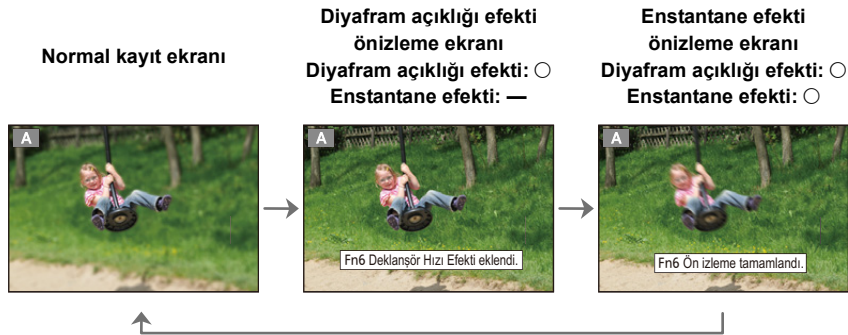 Normal kayıt ekranı
Diyafram açıklığı efekti
önizleme ekranı
Diyafram açıklığı efekti: ○
Enstantane efekti: —
Enstantane efekti
önizleme ekranı
Diyafram açıklığı efekti: ○
Enstantane efekti: ○
A
A
Fn6 Deklanşör Hızı Efekti eklendi.
A
Fn6 Ön izleme tamamlandı.